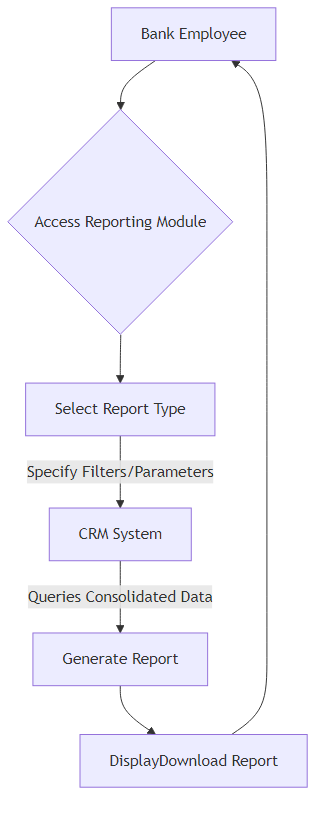 Bank Employee
Access Reporting Module
Select Report Type
Specify Filters/Parameters
CRM System
Queries Consolidated Data
Generate Report
DisplayDownload Report